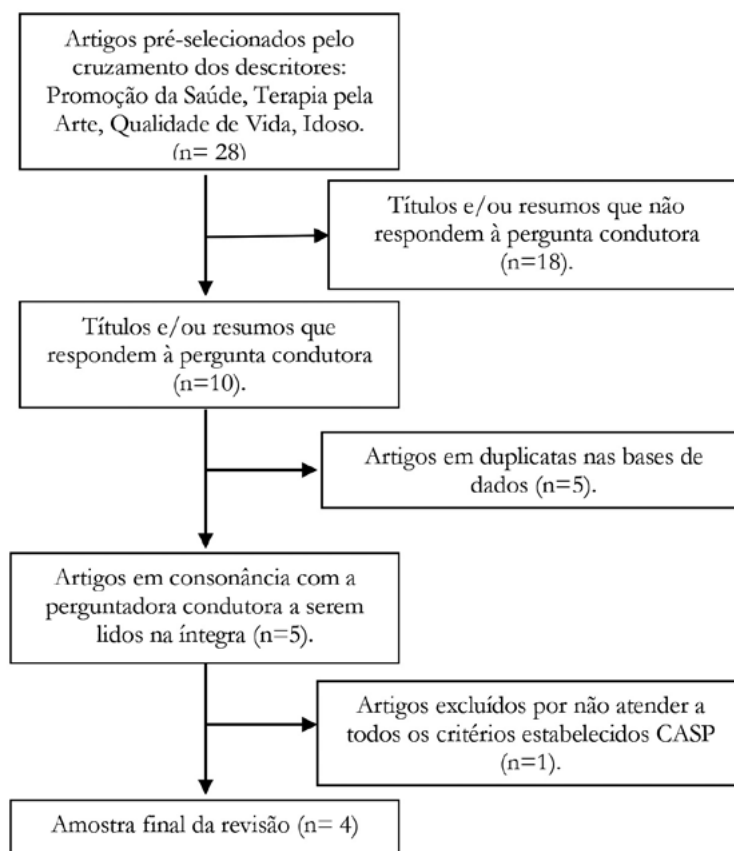 Artigos pré-selecionados pelo
cruzamento dos descritores:
Promoção da Saúde, Terapia pela
Arte, Qualidade de Vida, Idoso.
(n= 28)
Títulos e/ou resumos que não
respondem à pergunta condutora
(n=18).
Títulos e/ou resumos que
respondem à pergunta condutora
(n=10).
Artigos em duplicatas nas bases de
dados (n=5).
Artigos em consonância com a
perguntadora condutora a serem
lidos na íntegra (n=5).
Artigos excluídos por não atender a
todos os critérios estabelecidos CASP
(n=1).
Amostra final da revisão (n= 4)